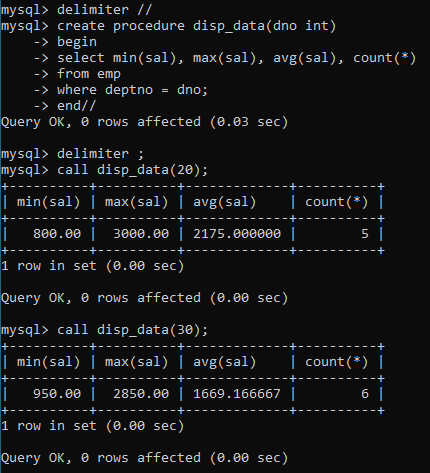 mysql> delimiter //
mysql> create procedure disp_data(dno int)
    -> begin
    -> select min(sal), max(sal), avg(sal), count(*)
    -> from emp
    -> where deptno = dno;
    -> end//
Query OK, 0 rows affected (0.03 sec)

mysql> delimiter ;
mysql> call disp_data(20);
+----------+----------+-------------+----------+
| min(sal) | max(sal) | avg(sal)    | count(*) |
+----------+----------+-------------+----------+
|   800.00 |  3000.00 | 2175.000000 |        5 |
+----------+----------+-------------+----------+
1 row in set (0.00 sec)

Query OK, 0 rows affected (0.00 sec)

mysql> call disp_data(30);
+----------+----------+-------------+----------+
| min(sal) | max(sal) | avg(sal)    | count(*) |
+----------+----------+-------------+----------+
|   950.00 |  2850.00 | 1669.166667 |        6 |
+----------+----------+-------------+----------+
1 row in set (0.00 sec)

Query OK, 0 rows affected (0.00 sec)